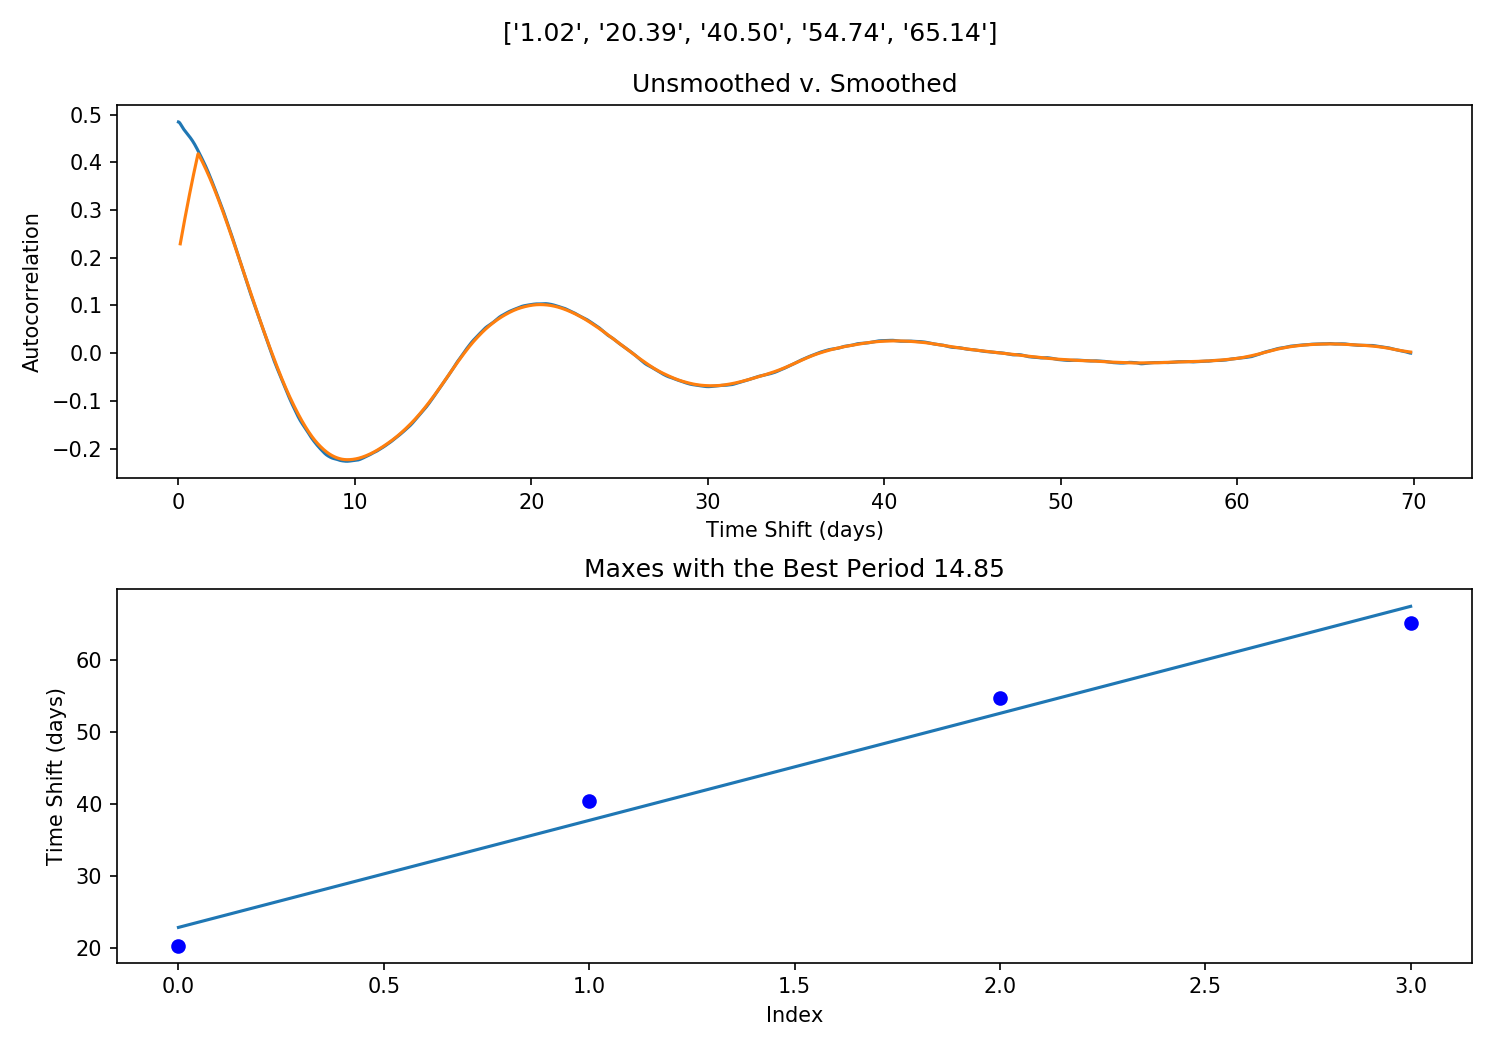 ['1.02', '20.39', '40.50', '54.74', '65.14']
Unsmoothed v. Smoothed
0.5
0.4
0.3
0.2
0.1
0.0
−0.1
−0.2
Autocorrelation
0 10 20 30 40 50 60 70
Time Shift (days)
Maxes with the Best Period 14.85
60
50
40
30
20
Time Shift (days)
0.0 0.5 1.0 1.5 2.0 2.5 3.0
Index